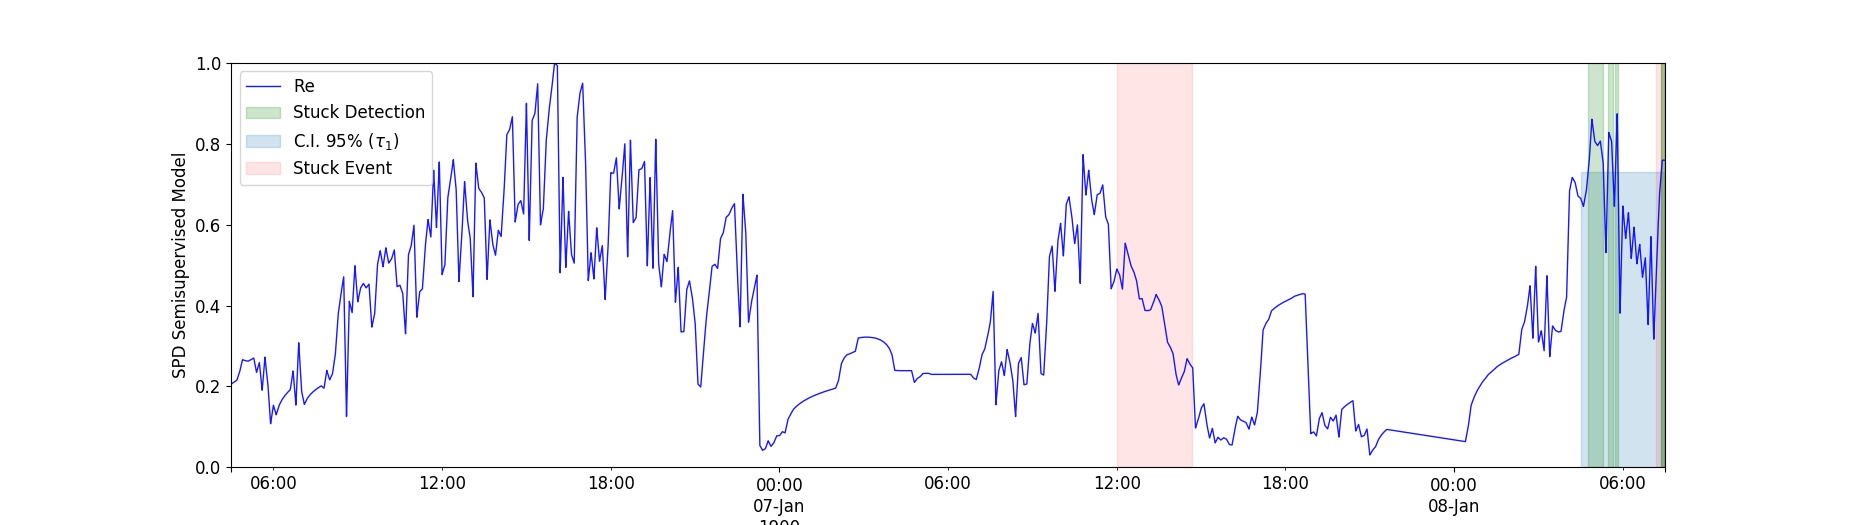 SPD Semisupervised Model
1.0
0.8
0.6
0.4
0.2
0.0
Re
Stuck Detection
C.I. 95% (τ₁)
Stuck Event
06:00
12:00
18:00
00:00
07-Jan
1900
06:00
12:00
18:00
00:00
08-Jan
06:00